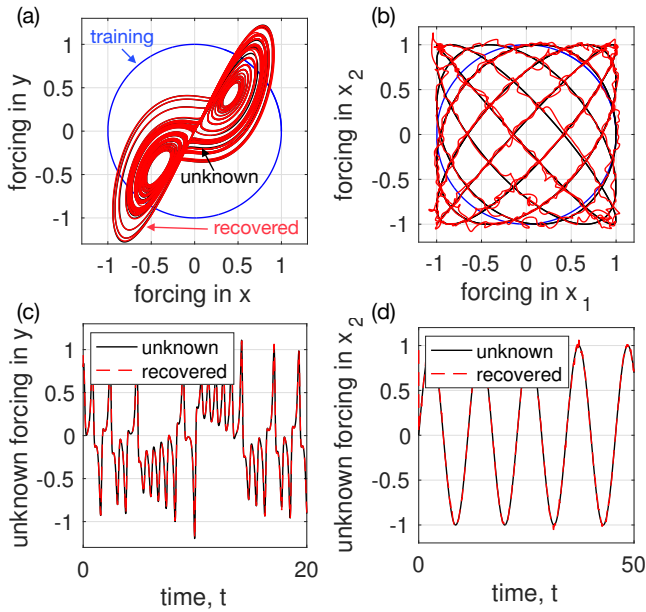 (a)
training
unknown
recovered
forcing in y
1
0.5
0
-0.5
-1
-1 -0.5 0 0.5 1
forcing in x
(b)
forcing in x2
1
0.5
0
-0.5
-1
-1 -0.5 0 0.5 1
forcing in x1
(c)
unknown
recovered
unknown forcing in y
1
0.5
0
-0.5
-1
0 20
time, t
(d)
unknown
recovered
unknown forcing in x2
1
0.5
0
-0.5
-1
0 50
time, t